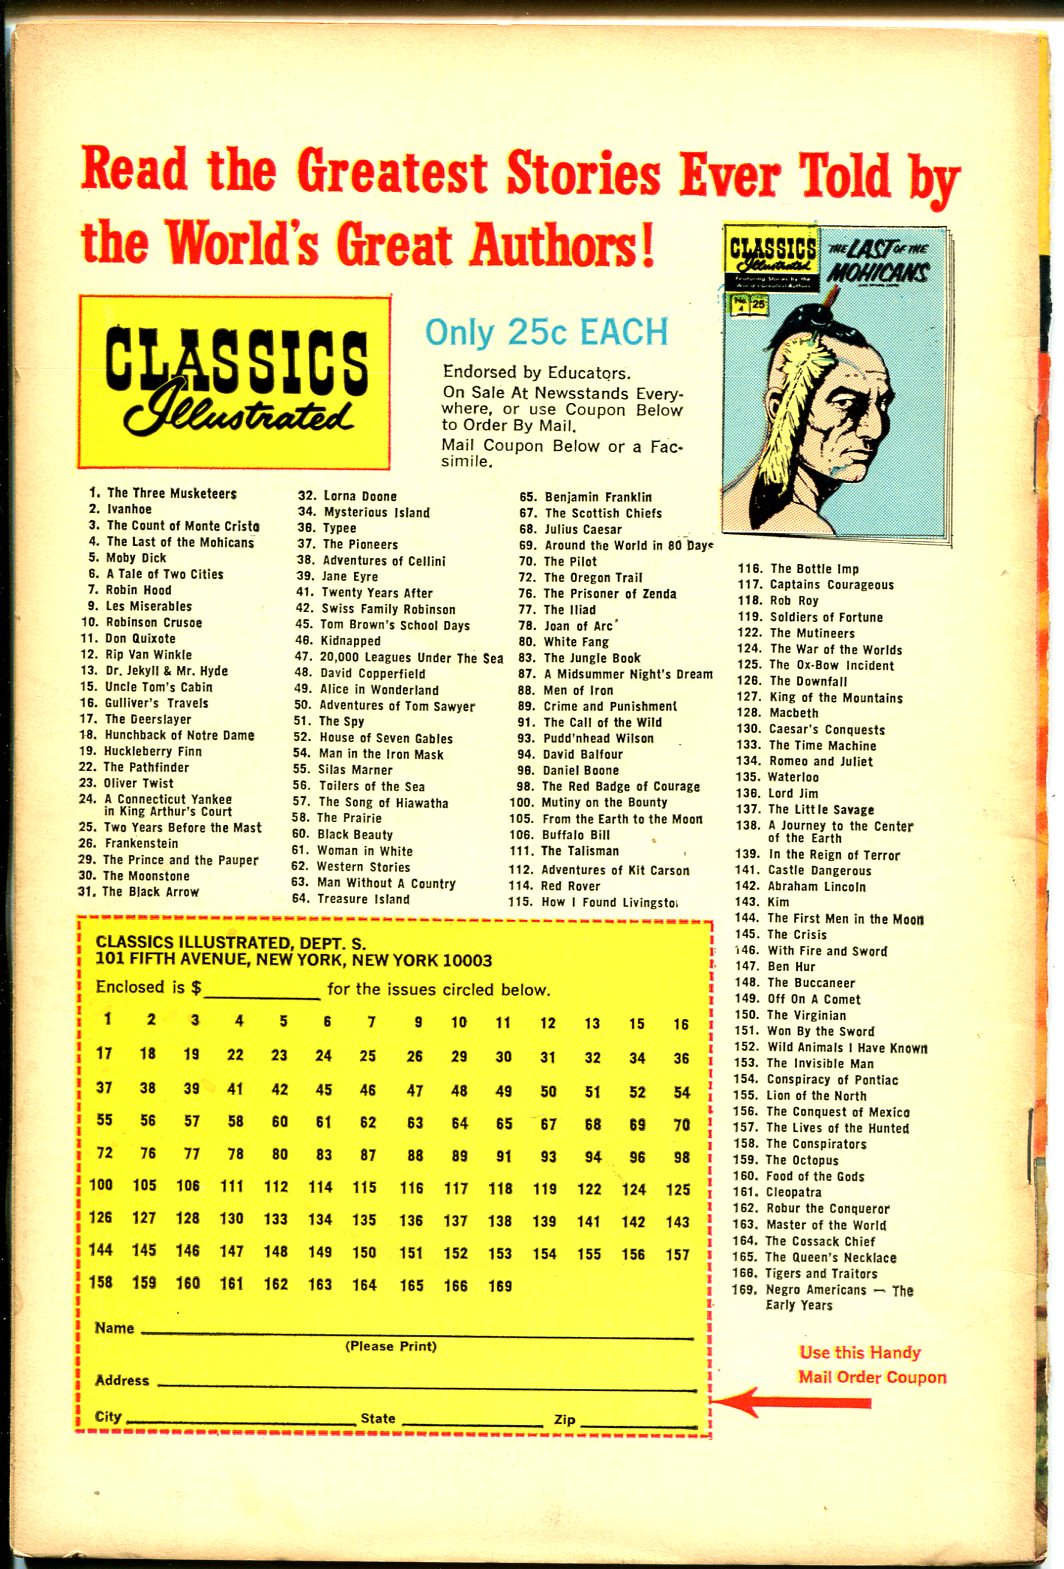 Read the Greatest Stories Ever Told by
the World's Great Authors!
CLASSICS
Illustrated
Only 25c EACH
Endorsed by Educators.
On Sale At Newsstands Every-
where, or use Coupon Below
to Order By Mail.
Mail Coupon Below or a Fac-
simile.
CLASSICS
Illustrated
Featuring Stories by the
World's Greatest Authors
No. 4
25¢
THE LAST OF THE
MOHICANS
1. The Three Musketeers
2. Ivanhoe
3. The Count of Monte Cristo
4. The Last of the Mohicans
5. Moby Dick
6. A Tale of Two Cities
7. Robin Hood
9. Les Miserables
10. Robinson Crusoe
11. Don Quixote
12. Rip Van Winkle
13. Dr. Jekyll & Mr. Hyde
15. Uncle Tom's Cabin
16. Gulliver's Travels
17. The Deerslayer
18. Hunchback of Notre Dame
19. Huckleberry Finn
22. The Pathfinder
23. Oliver Twist
24. A Connecticut Yankee
in King Arthur's Court
25. Two Years Before the Mast
26. Frankenstein
29. The Prince and the Pauper
30. The Moonstone
31. The Black Arrow
32. Lorna Doone
34. Mysterious Island
36. Typee
37. The Pioneers
38. Adventures of Cellini
39. Jane Eyre
41. Twenty Years After
42. Swiss Family Robinson
45. Tom Brown's School Days
46. Kidnapped
47. 20,000 Leagues Under The Sea
48. David Copperfield
49. Alice in Wonderland
50. Adventures of Tom Sawyer
51. The Spy
52. House of Seven Gables
54. Man in the Iron Mask
55. Silas Marner
56. Toilers of the Sea
57. The Song of Hiawatha
58. The Prairie
60. Black Beauty
61. Woman in White
62. Western Stories
63. Man Without A Country
64. Treasure Island
65. Benjamin Franklin
67. The Scottish Chiefs
68. Julius Caesar
69. Around the World in 80 Days
70. The Pilot
72. The Oregon Trail
76. The Prisoner of Zenda
77. The Iliad
78. Joan of Arc
80. White Fang
83. The Jungle Book
87. A Midsummer Night's Dream
88. Men of Iron
89. Crime and Punishment
91. The Call of the Wild
93. Pudd'nhead Wilson
94. David Balfour
96. Daniel Boone
98. The Red Badge of Courage
100. Mutiny on the Bounty
105. From the Earth to the Moon
106. Buffalo Bill
111. The Talisman
112. Adventures of Kit Carson
114. Red Rover
115. How I Found Livingsto
116. The Bottle Imp
117. Captains Courageous
118. Rob Roy
119. Soldiers of Fortune
122. The Mutineers
124. The War of the Worlds
125. The Ox-Bow Incident
126. The Downfall
127. King of the Mountains
128. Macbeth
130. Caesar's Conquests
133. The Time Machine
134. Romeo and Juliet
135. Waterloo
136. Lord Jim
137. The Little Savage
138. A Journey to the Center
of the Earth
139. In the Reign of Terror
141. Castle Dangerous
142. Abraham Lincoln
143. Kim
144. The First Men in the Moon
145. The Crisis
146. With Fire and Sword
147. Ben Hur
148. The Buccaneer
149. Off On A Comet
150. The Virginian
151. Won By the Sword
152. Wild Animals I Have Known
153. The Invisible Man
154. Conspiracy of Pontiac
155. Lion of the North
156. The Conquest of Mexico
157. The Lives of the Hunted
158. The Conspirators
159. The Octopus
160. Food of the Gods
161. Cleopatra
162. Robur the Conqueror
163. Master of the World
164. The Cossack Chief
165. The Queen's Necklace
166. Tigers and Traitors
169. Negro Americans — The
Early Years
CLASSICS ILLUSTRATED, DEPT. S.
101 FIFTH AVENUE, NEW YORK, NEW YORK 10003
Enclosed is $ for the issues circled below.
1 2 3 4 5 6 7 9 10 11 12 13 15 16
17 18 19 22 23 24 25 26 29 30 31 32 34 36
37 38 39 41 42 45 46 47 48 49 50 51 52 54
55 56 57 58 60 61 62 63 64 65 67 68 69 70
72 76 77 78 80 83 87 88 89 91 93 94 96 98
100 105 106 111 112 114 115 116 117 118 119 122 124 125
126 127 128 130 133 134 135 136 137 138 139 141 142 143
144 145 146 147 148 149 150 151 152 153 154 155 156 157
158 159 160 161 162 163 164 165 166 169
Name
(Please Print)
Address
City State Zip
Use this Handy
Mail Order Coupon